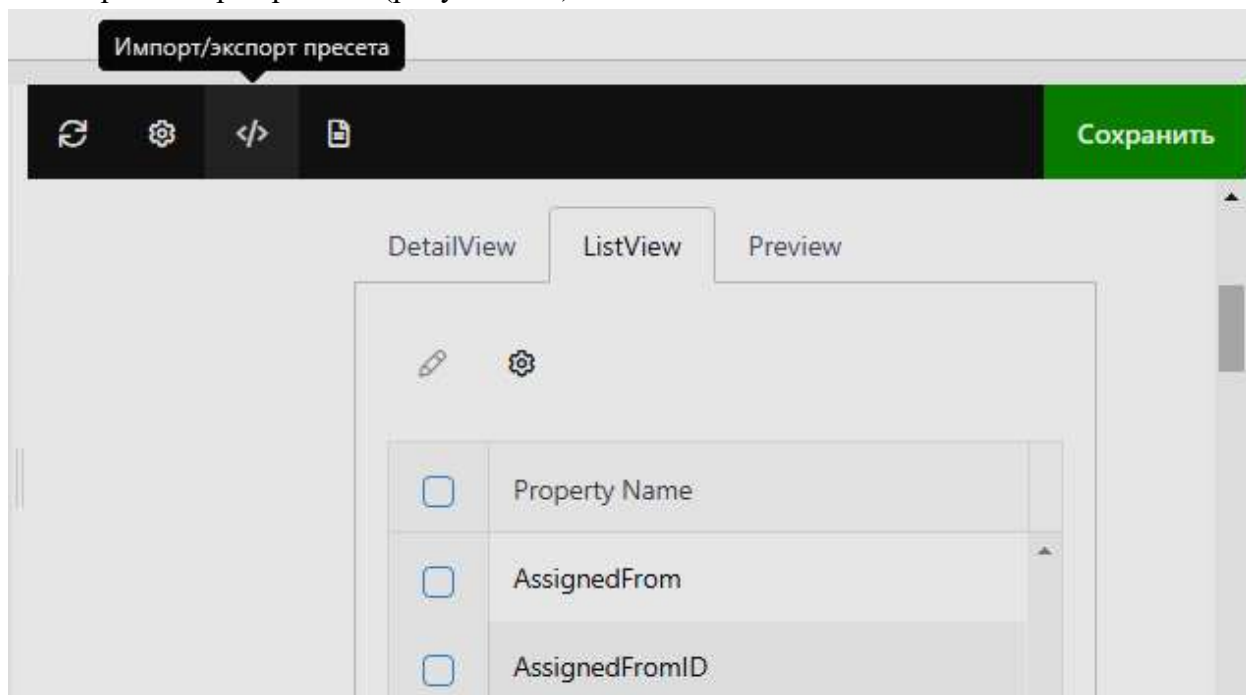 Импорт/экспорт пресета
Сохранить
DetailView ListView Preview
Property Name
AssignedFrom
AssignedFromID